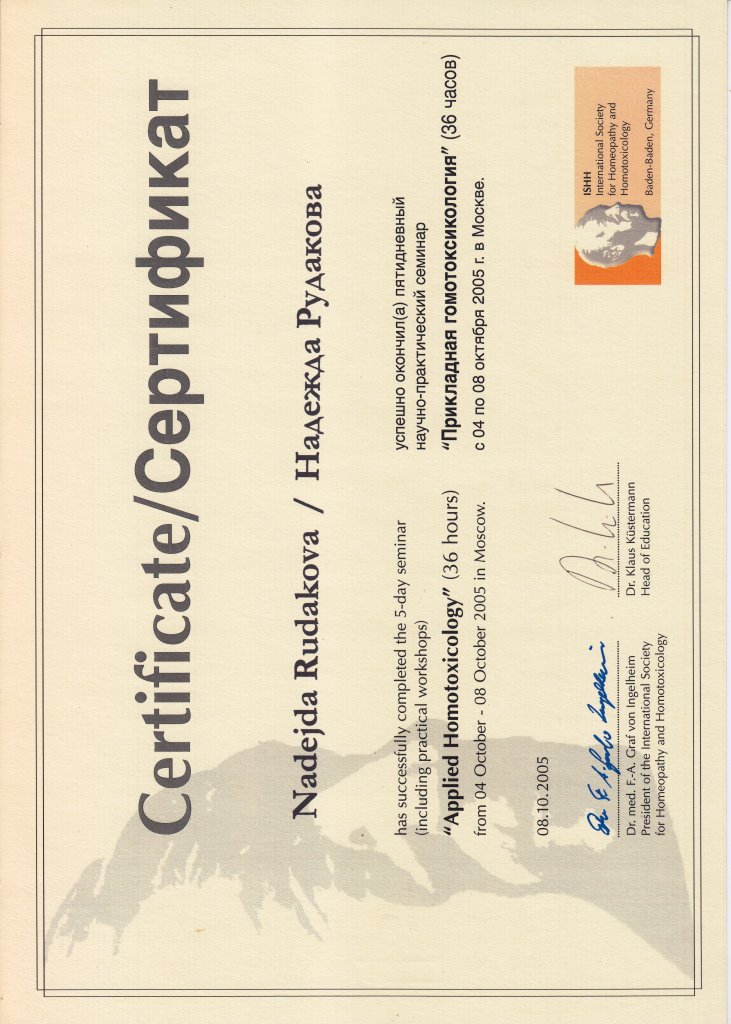 Certificate/Сертификат
Nadejda Rudakova / Надежда Рудакова
has successfully completed the 5-day seminar
(including practical workshops)
“Applied Homotoxicology” (36 hours)
from 04 October - 08 October 2005 in Moscow.
успешно окончил(а) пятидневный
научно-практический семинар
“Прикладная гомотоксикология” (36 часов)
с 04 по 08 октября 2005 г. в Москве.
08.10.2005
Dr. med. F.-A. Graf von Ingelheim
President of the International Society
for Homeopathy and Homotoxicology
Dr. Klaus Küstermann
Head of Education
ISHH
International Society
for Homeopathy and
Homotoxicology
Baden-Baden, Germany